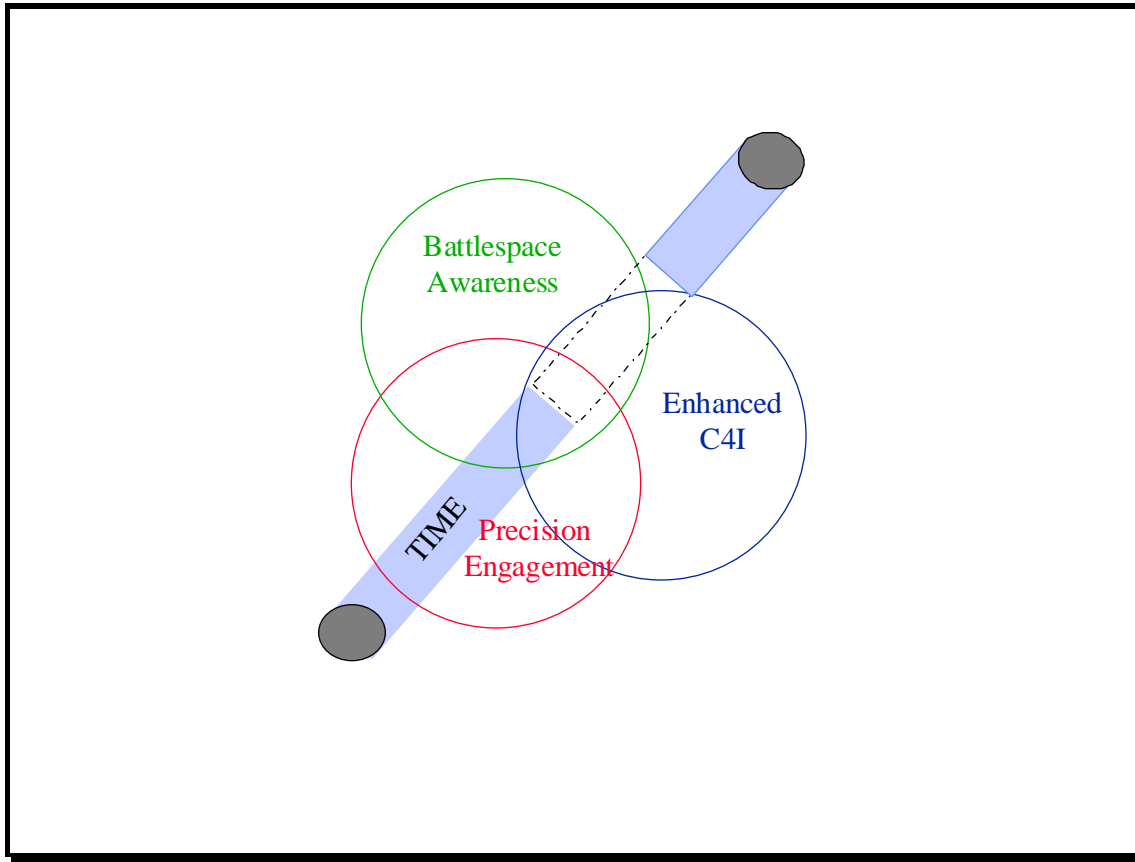 Battlespace
Awareness
Enhanced
C4I
TIME
Precision
Engagement